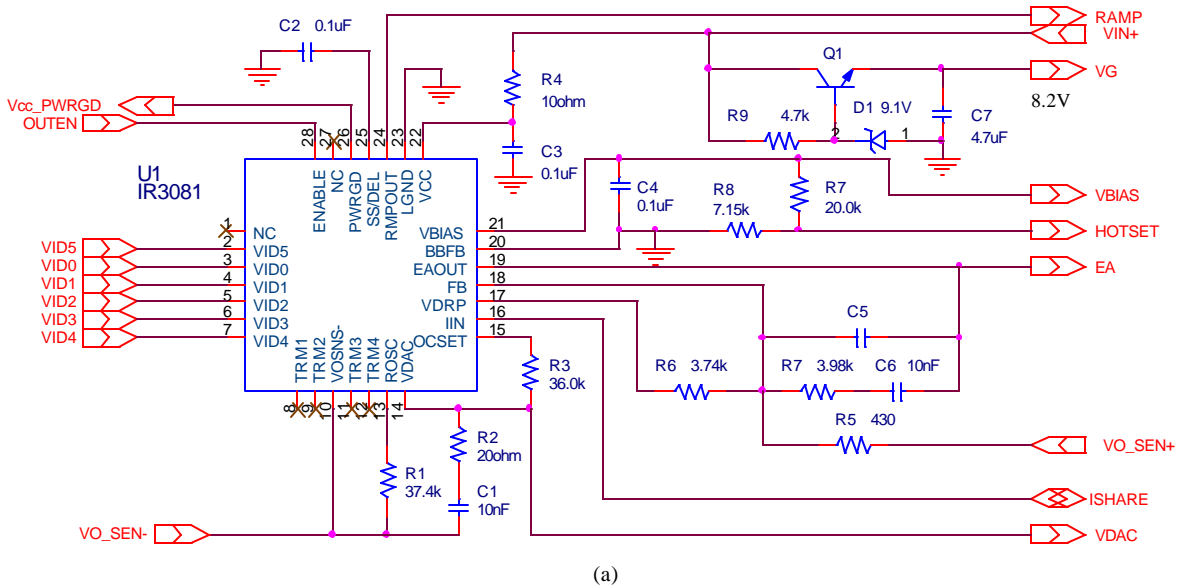 C2 0.1uF
RAMP
VIN+
Q1
VG
8.2V
R4
10ohm
Vcc_PWRGD
OUTEN
R9 4.7k
D1 9.1V
2 1
C7
4.7uF
C3
0.1uF
28 27 26 25 24 23 22
U1
IR3081
ENABLE NC PWRGD SS/DEL RMPOUT LGND VCC
C4
0.1uF
R8
7.15k
R7
20.0k
VBIAS
HOTSET
EA
1 NC
VID5 2 VID5
VID0 3 VID0
VID1 4 VID1
VID2 5 VID2
VID3 6 VID3
VID4 7 VID4
VBIAS 21
BBFB 20
EAOUT 19
FB 18
VDRP 17
IIN 16
OCSET 15
TRM1 TRM2 VOSNS- TRM3 TRM4 ROSC VDAC
8 9 10 11 12 13 14
R3
36.0k
C5
R6 3.74k
R7 3.98k
C6 10nF
R5 430
VO_SEN+
R2
20ohm
R1
37.4k
C1
10nF
ISHARE
VO_SEN-
VDAC
(a)